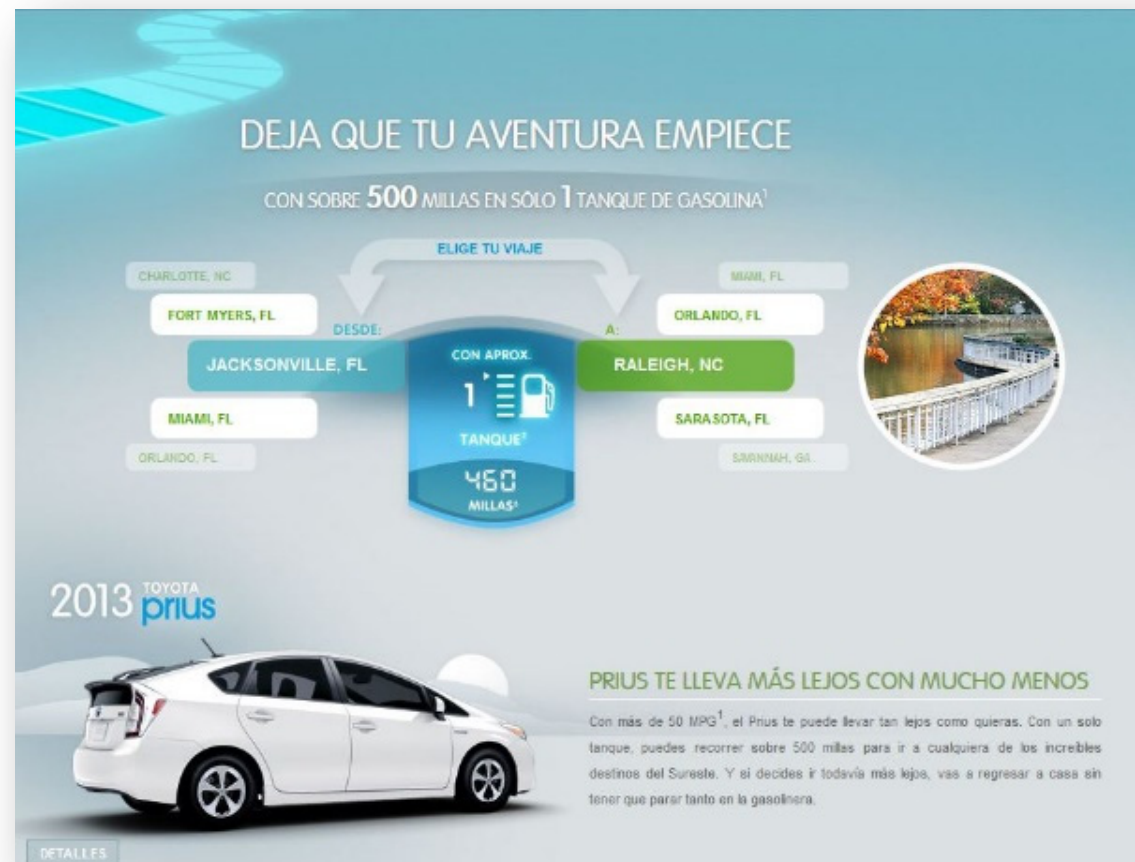 DEJA QUE TU AVENTURA EMPIECE
CON SOBRE 500 MILLAS EN SÓLO 1 TANQUE DE GASOLINA¹
ELIGE TU VIAJE
CHARLOTTE, NC
FORT MYERS, FL
DESDE:
JACKSONVILLE, FL
MIAMI, FL
ORLANDO, FL
CON APROX.
1
TANQUE²
460
MILLAS³
MIAMI, FL
ORLANDO, FL
A:
RALEIGH, NC
SARASOTA, FL
SAVANNAH, GA
2013 TOYOTA prius
PRIUS TE LLEVA MÁS LEJOS CON MUCHO MENOS
Con más de 50 MPG¹, el Prius te puede llevar tan lejos como quieras. Con un solo
tanque, puedes recorrer sobre 500 millas para ir a cualquiera de los increíbles
destinos del Sureste. Y si decides ir todavía más lejos, vas a regresar a casa sin
tener que parar tanto en la gasolinera.
DETALLES